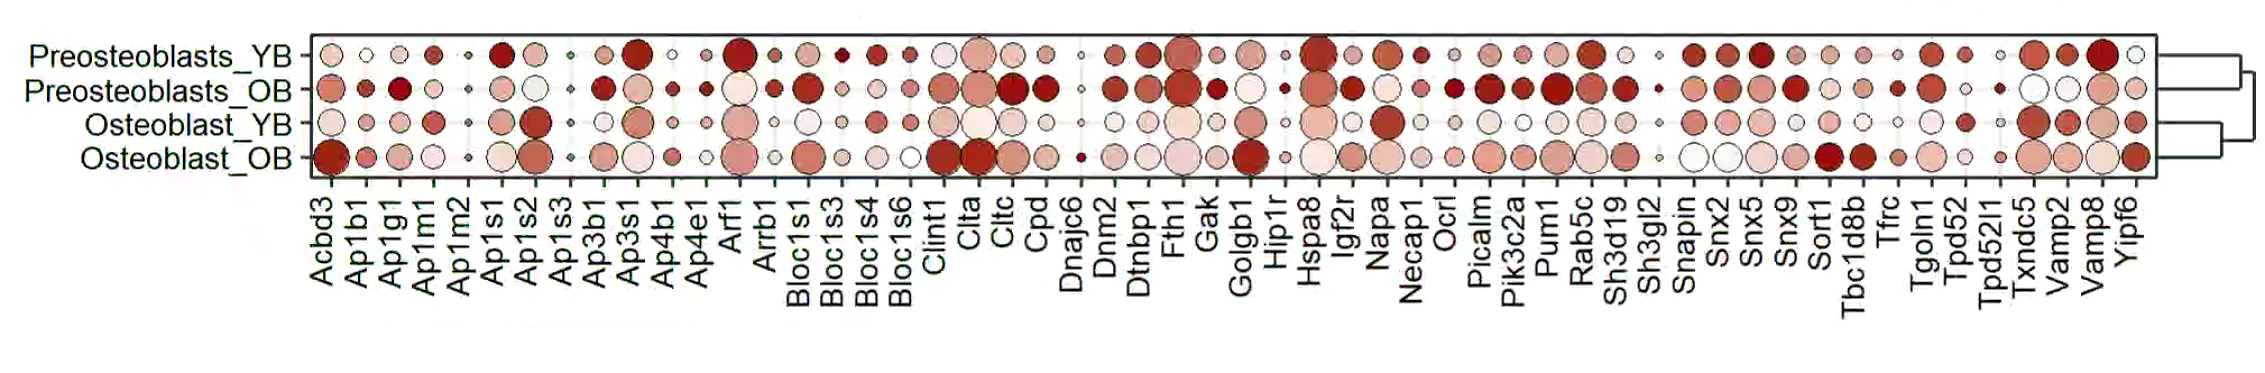 Preosteoblasts_YB
Preosteoblasts_OB
Osteoblast_YB
Osteoblast_OB
Acbd3
Ap1b1
Ap1g1
Ap1m1
Ap1m2
Ap1s1
Ap1s2
Ap1s3
Ap3b1
Ap3s1
Ap4b1
Ap4e1
Arf1
Arrb1
Bloc1s1
Bloc1s3
Bloc1s4
Bloc1s6
Clint1
Clta
Cltc
Cpd
Dnajc6
Dnm2
Dtnbp1
Fth1
Gak
Golgb1
Hip1r
Hspa8
Igf2r
Napa
Necap1
Ocrl
Picalm
Pik3c2a
Pum1
Rab5c
Sh3d19
Sh3gl2
Snapin
Snx2
Snx5
Snx9
Sort1
Tbc1d8b
Tfrc
Tgoln1
Tpd52
Tpd52l1
Txndc5
Vamp2
Vamp8
Yipf6